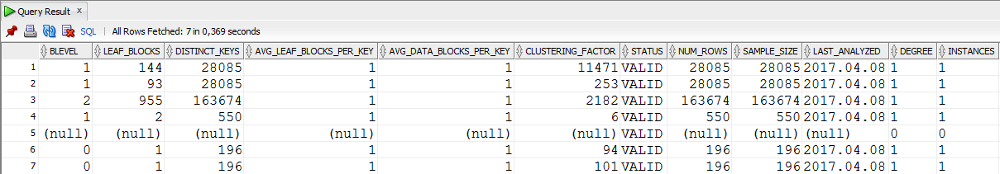 Query Result x
SQL | All Rows Fetched: 7 in 0,369 seconds
BLEVEL LEAF_BLOCKS DISTINCT_KEYS AVG_LEAF_BLOCKS_PER_KEY AVG_DATA_BLOCKS_PER_KEY CLUSTERING_FACTOR STATUS NUM_ROWS SAMPLE_SIZE LAST_ANALYZED DEGREE INSTANCES
1 1 144 28085 1 1 11471 VALID 28085 28085 2017.04.08 1 1
2 1 93 28085 1 1 253 VALID 28085 28085 2017.04.08 1 1
3 2 955 163674 1 1 2182 VALID 163674 163674 2017.04.08 1 1
4 1 2 550 1 1 6 VALID 550 550 2017.04.08 1 1
5 (null) (null) (null) (null) (null) (null) VALID (null) (null) (null) 0 0
6 0 1 196 1 1 94 VALID 196 196 2017.04.08 1 1
7 0 1 196 1 1 101 VALID 196 196 2017.04.08 1 1